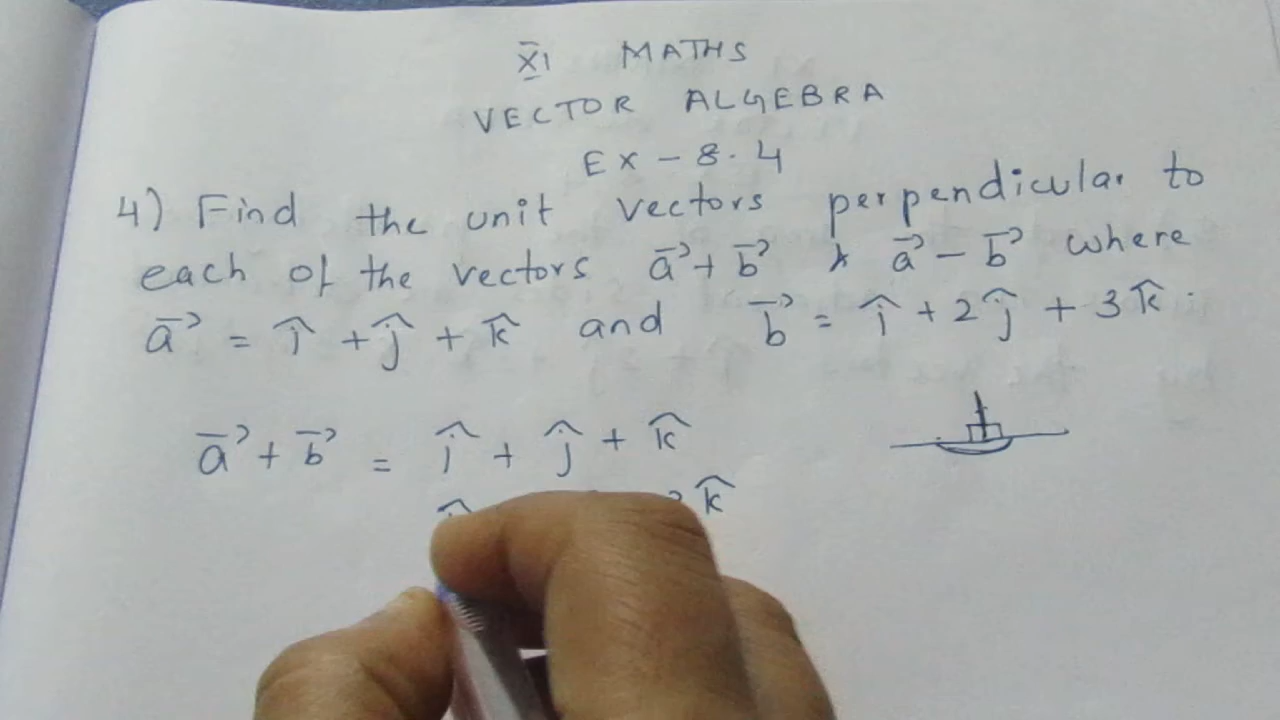 XI MATHS
VECTOR ALGEBRA
EX - 8.4
4) Find the unit vectors perpendicular to
each of the vectors a⃗ + b⃗ & a⃗ - b⃗ where
a⃗ = î + ĵ + k̂ and b⃗ = î + 2ĵ + 3k̂.
a⃗ + b⃗ = î + ĵ + k̂
k̂